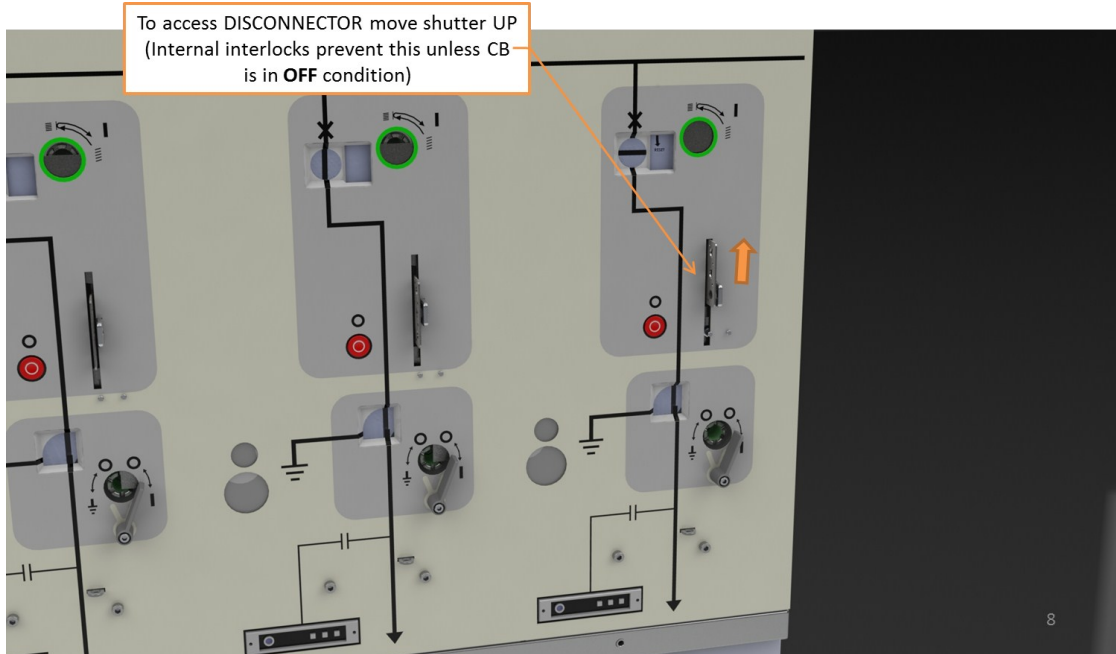 To access DISCONNECTOR move shutter UP
(Internal interlocks prevent this unless CB
is in OFF condition)
8